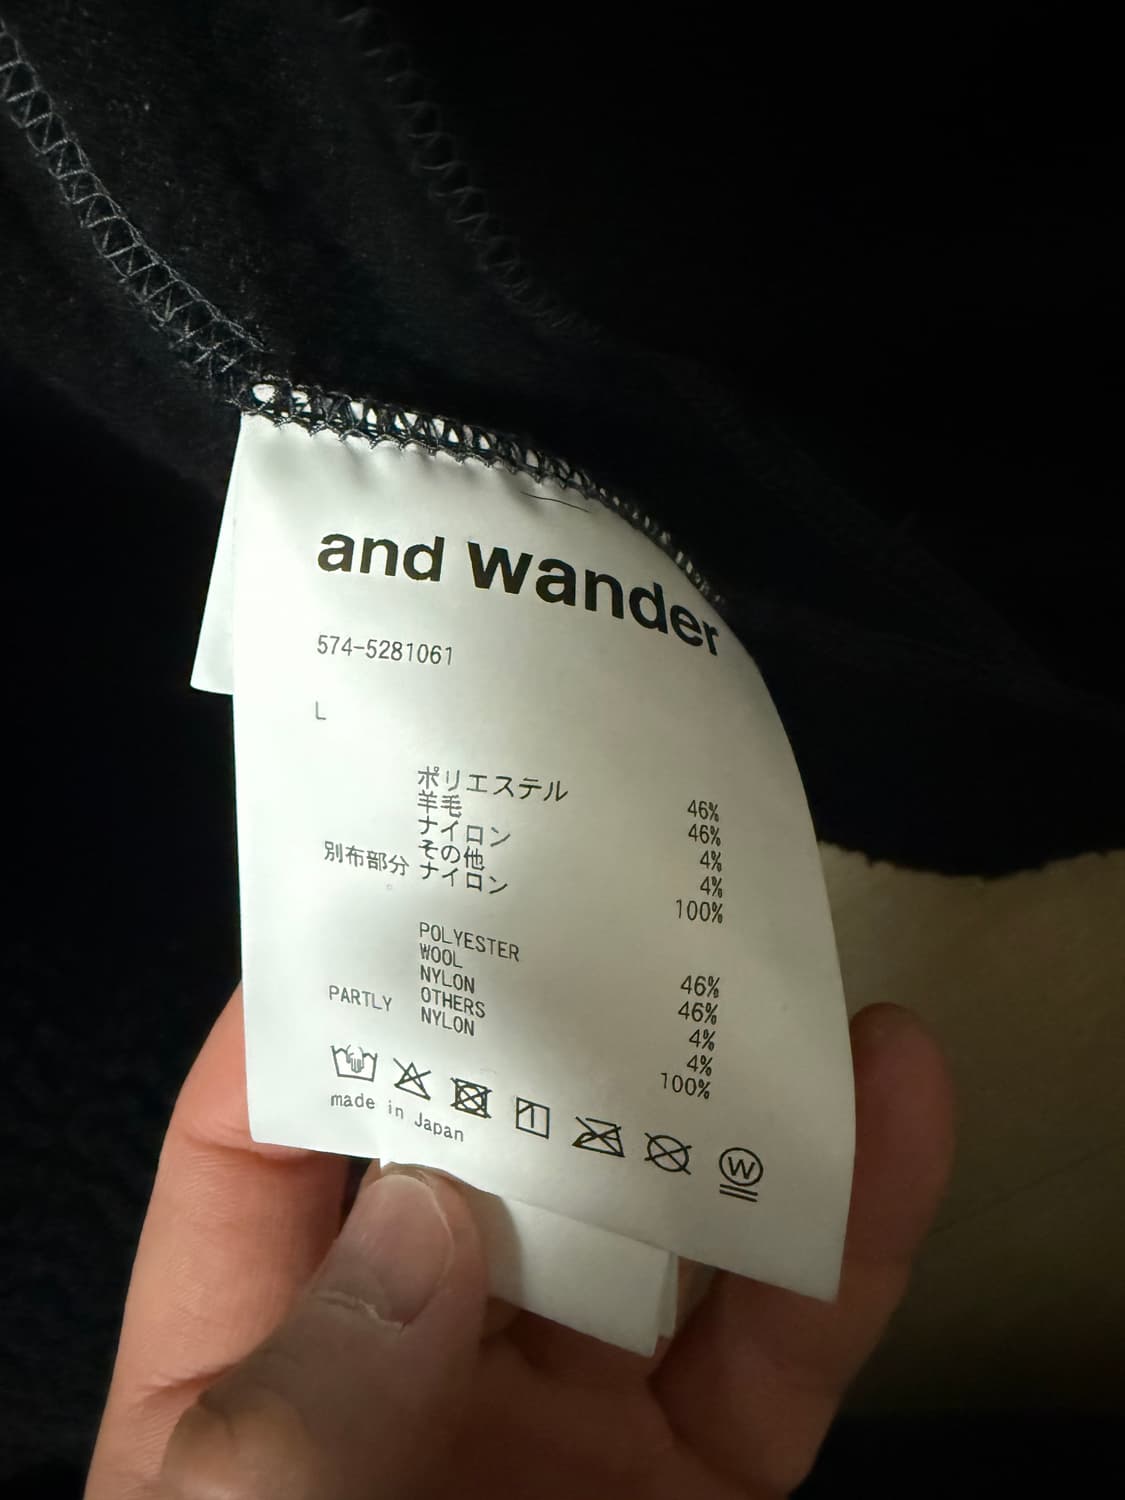 and wander
574-5281061
L
ポリエステル 46%
羊毛 46%
ナイロン 4%
その他 4%
別布部分 ナイロン 100%
POLYESTER 46%
WOOL 46%
NYLON 4%
OTHERS 4%
PARTLY NYLON 100%
W
made in Japan